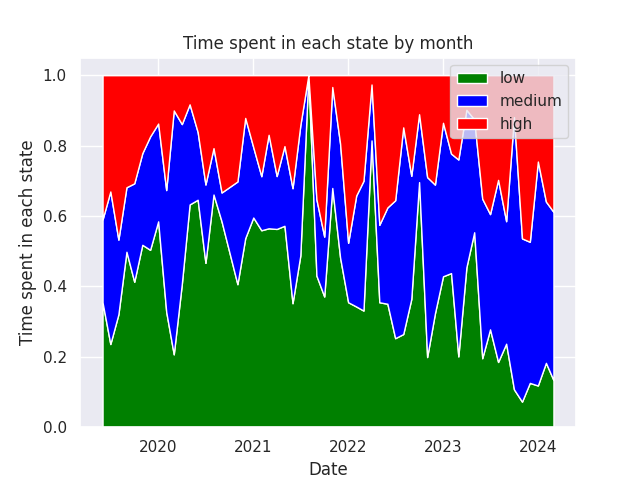 Time spent in each state by month
low
medium
high
1.0
0.8
0.6
0.4
0.2
0.0
Time spent in each state
2020
2021
2022
2023
2024
Date